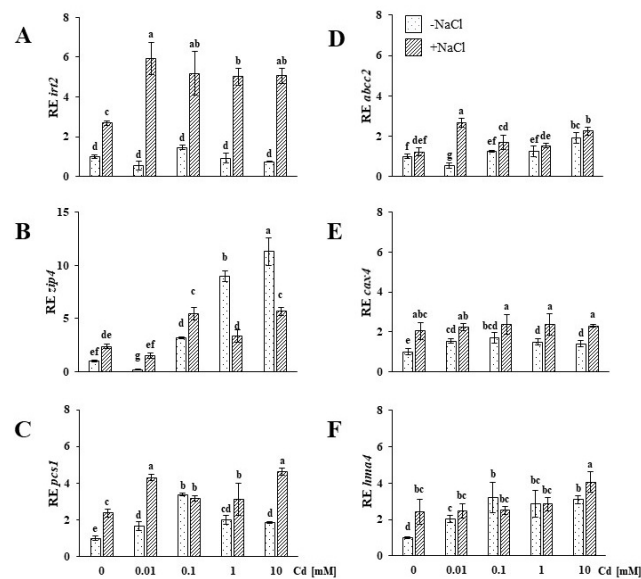 A
RE irt2
8
6
4
2
0
c
d
a
d
ab
d
b
d
ab
d
D
-NaCl
+NaCl
RE abcc2
8
6
4
2
0
f
def
a
g
ef
cd
ef
de
bc
b
B
RE zip4
15
10
5
0
ef
de
g
ef
d
c
b
d
a
c
E
RE cax4
8
6
4
2
0
e
abc
cd
ab
bcd
a
d
a
d
a
C
RE pcs1
8
6
4
2
0
e
c
d
a
b
b
cd
b
d
a
0
0.01
0.1
1
10
Cd [mM]
F
RE hma4
8
6
4
2
0
d
bc
c
bc
b
bc
bc
bc
b
a
0
0.01
0.1
1
10
Cd [mM]